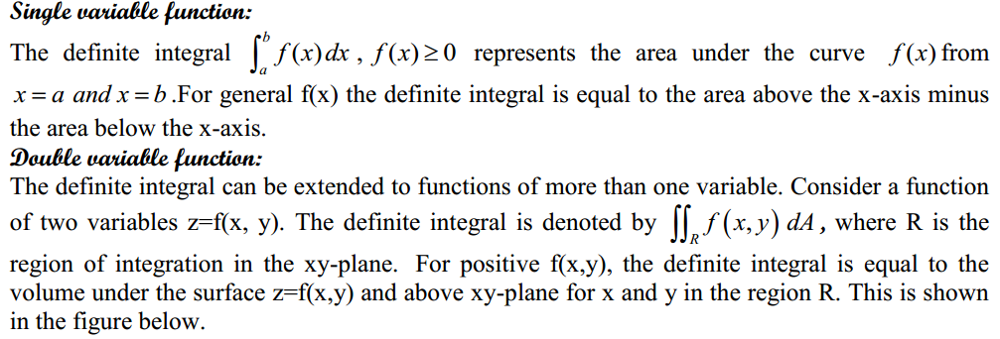 Single variable function:
The definite integral ∫_a^b f(x)dx , f(x) ≥ 0 represents the area under the curve f(x) from
x = a and x = b .For general f(x) the definite integral is equal to the area above the x-axis minus
the area below the x-axis.
Double variable function:
The definite integral can be extended to functions of more than one variable. Consider a function
of two variables z=f(x, y). The definite integral is denoted by ∬_R f(x, y) dA , where R is the
region of integration in the xy-plane. For positive f(x,y), the definite integral is equal to the
volume under the surface z=f(x,y) and above xy-plane for x and y in the region R. This is shown
in the figure below.